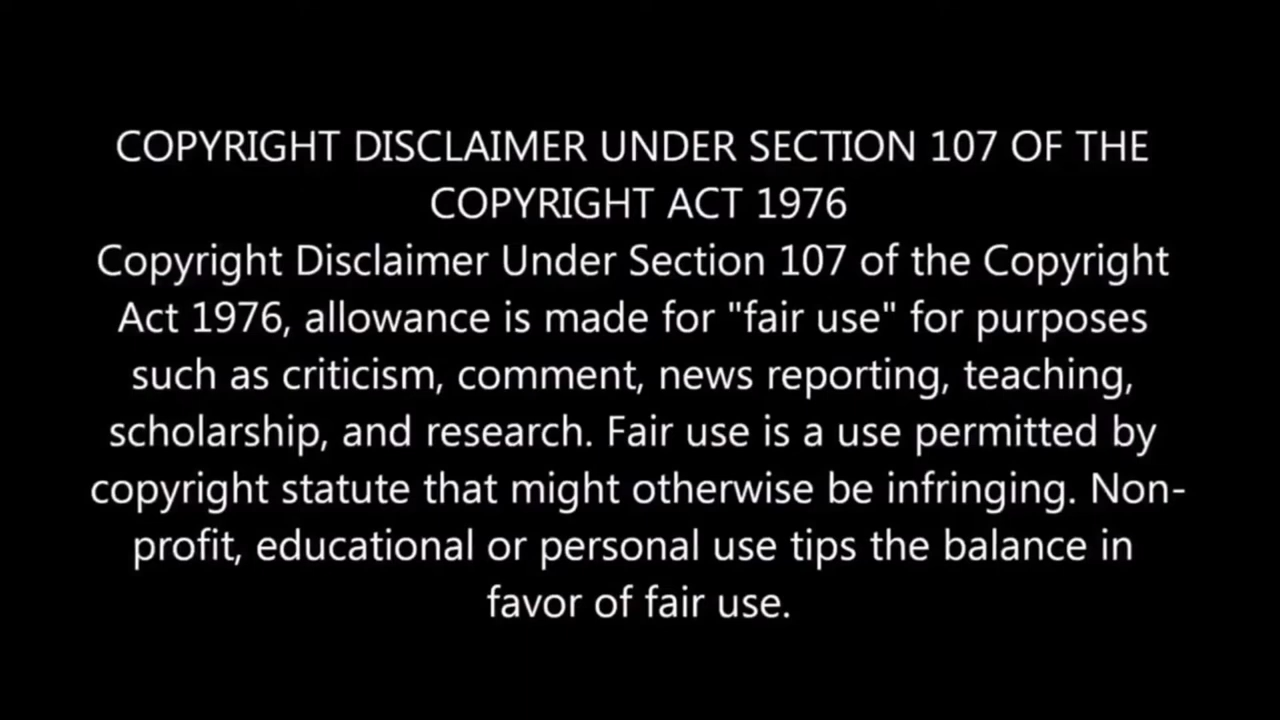 COPYRIGHT DISCLAIMER UNDER SECTION 107 OF THE
COPYRIGHT ACT 1976
Copyright Disclaimer Under Section 107 of the Copyright
Act 1976, allowance is made for "fair use" for purposes
such as criticism, comment, news reporting, teaching,
scholarship, and research. Fair use is a use permitted by
copyright statute that might otherwise be infringing. Non-
profit, educational or personal use tips the balance in
favor of fair use.